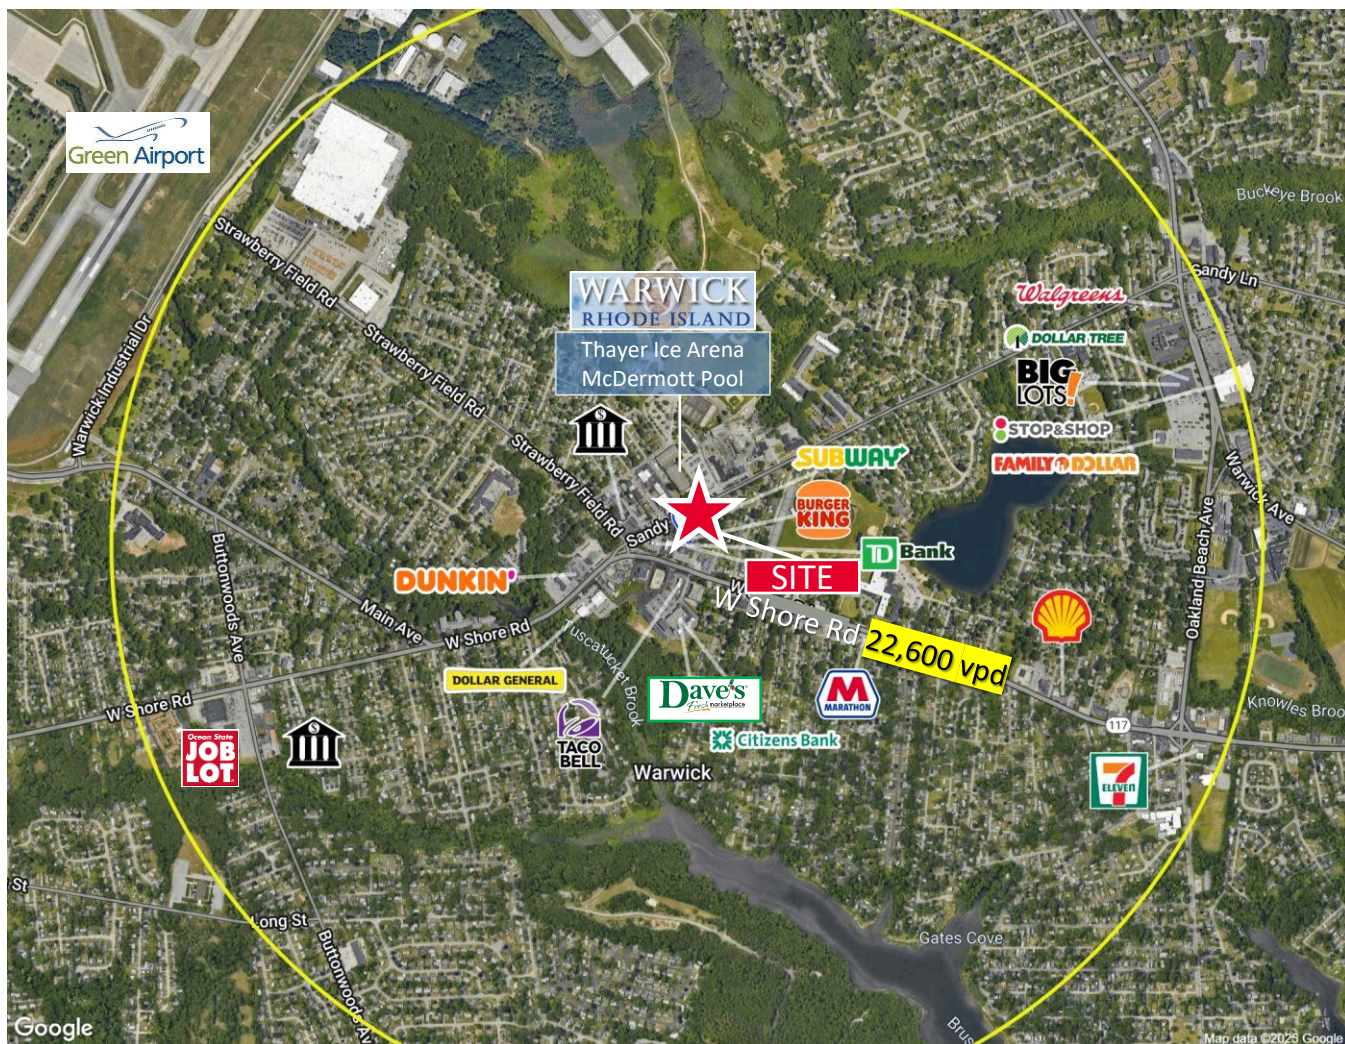 Green Airport
Buckeye Brook
Strawberry Field Rd
Sandy Ln
WARWICK
RHODE ISLAND
Walgreens
Thayer Ice Arena
McDermott Pool
DOLLAR TREE
Strawberry Field Rd
Warwick Industrial Dr
BIG
LOTS!
STOP&SHOP
SUBWAY
FAMILY DOLLAR
Strawberry Field Rd
BURGER
KING
Warwick Ave
Sandy
TD Bank
SITE
DUNKIN'
Buttonwoods Ave
Main Ave
W Shore Rd
W
W Shore Rd 22,600 vpd
Oakland Beach Ave
Tuscatucket Brook
DOLLAR GENERAL
Dave's
Fresh marketplace
M
MARATHON
W Shore Rd
117
Knowles Broo
Ocean State
JOB
LOT
$
TACO
BELL
Citizens Bank
Warwick
7
ELEVEN
St
Long St
Buttonwoods Av
Gates Cove
Brus
Google
Map data ©2025 Google